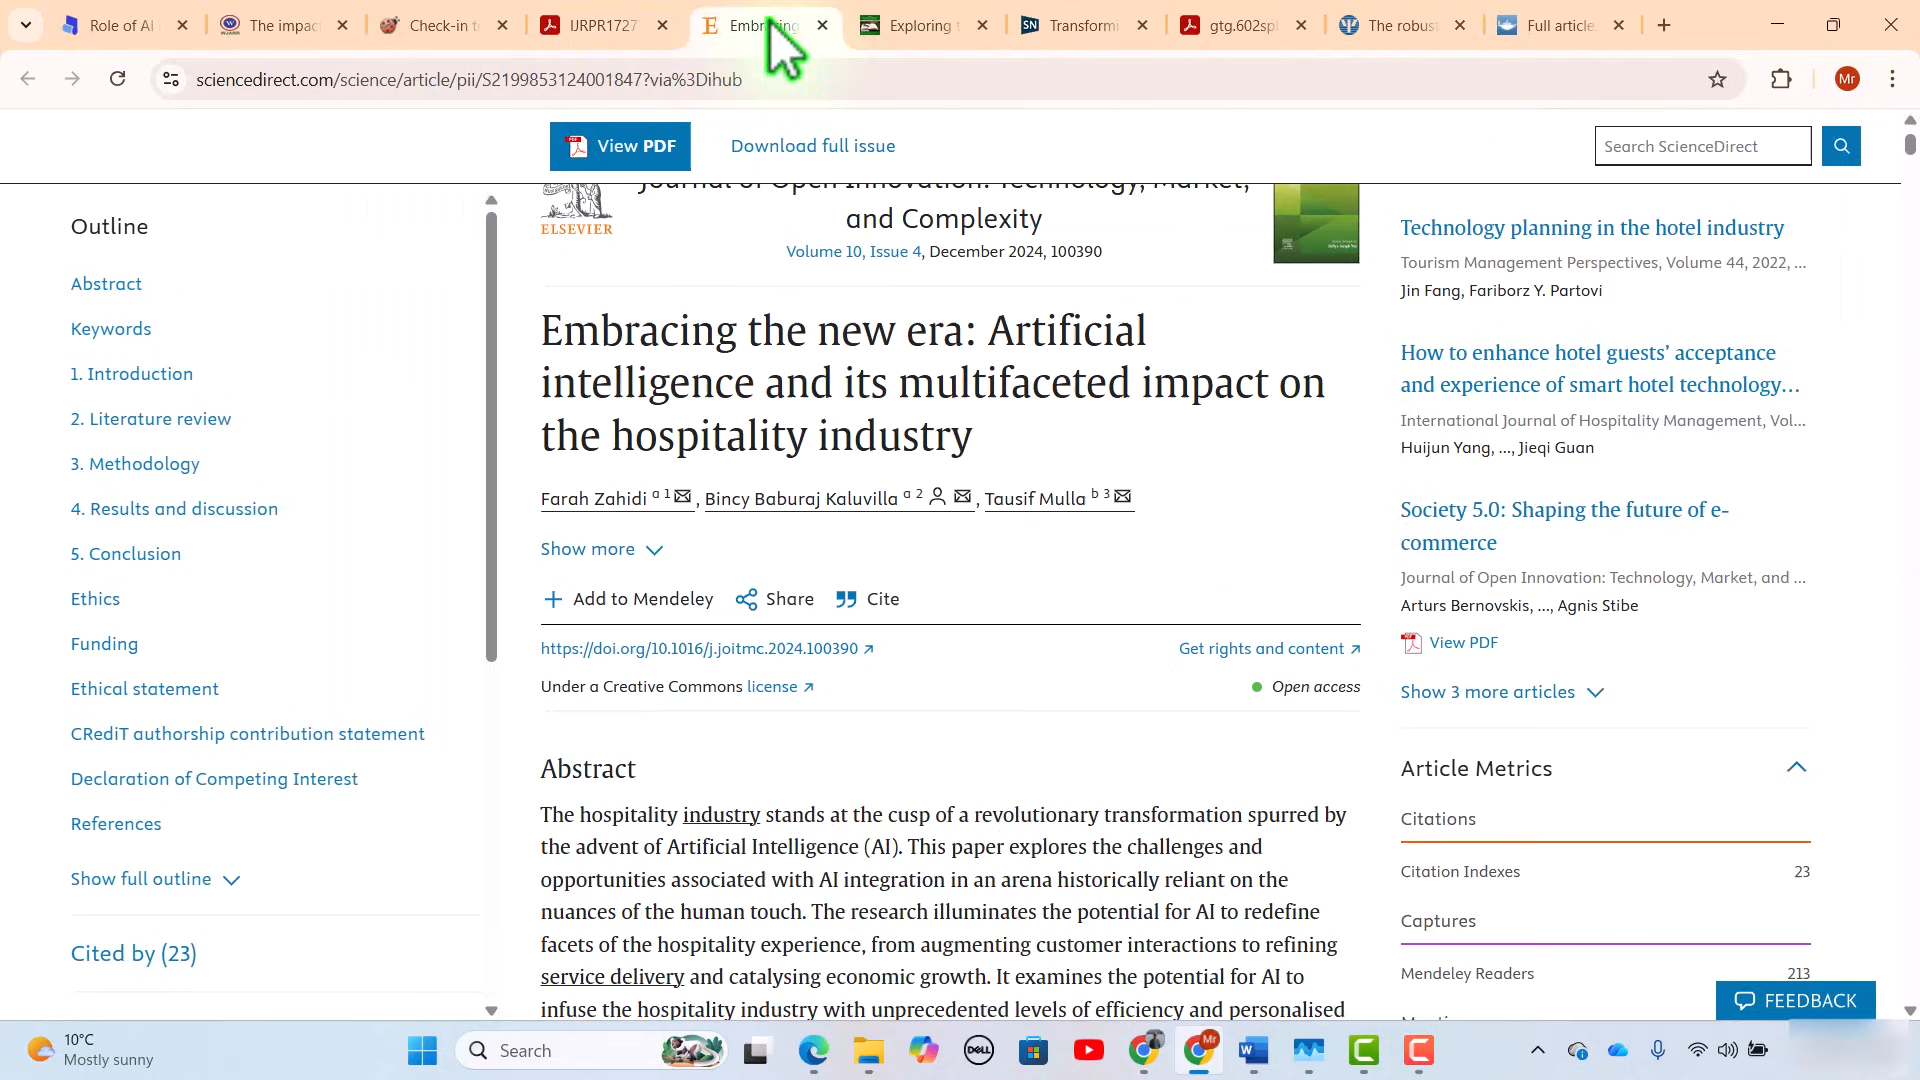 Role of AI
The impac
Check-in t
IJRPR1727
Exploring
Transformi
gtg.602spl
The robus
Full article
sciencedirect.com/science/article/pii/S2199853124001847?via%3Dihub
Mr
View PDF
Download full issue
Search ScienceDirect
Journal of Open Innovation: Technology, Market,
and Complexity
ELSEVIER
Volume 10, Issue 4, December 2024, 100390
Outline
Abstract
Keywords
1. Introduction
2. Literature review
3. Methodology
4. Results and discussion
5. Conclusion
Ethics
Funding
Ethical statement
CRediT authorship contribution statement
Declaration of Competing Interest
References
Show full outline
Cited by (23)
Embracing the new era: Artificial
intelligence and its multifaceted impact on
the hospitality industry
Farah Zahidi a 1, Bincy Baburaj Kaluvilla a 2, Tausif Mulla b 3
Show more
Add to Mendeley Share Cite
https://doi.org/10.1016/j.joitmc.2024.100390
Get rights and content
Under a Creative Commons license
Open access
Abstract
The hospitality industry stands at the cusp of a revolutionary transformation spurred by
the advent of Artificial Intelligence (AI). This paper explores the challenges and
opportunities associated with AI integration in an arena historically reliant on the
nuances of the human touch. The research illuminates the potential for AI to redefine
facets of the hospitality experience, from augmenting customer interactions to refining
service delivery and catalysing economic growth. It examines the potential for AI to
infuse the hospitality industry with unprecedented levels of efficiency and personalised
Technology planning in the hotel industry
Tourism Management Perspectives, Volume 44, 2022, ...
Jin Fang, Fariborz Y. Partovi
How to enhance hotel guests’ acceptance
and experience of smart hotel technology...
International Journal of Hospitality Management, Vol...
Huijun Yang, ..., Jieqi Guan
Society 5.0: Shaping the future of e-
commerce
Journal of Open Innovation: Technology, Market, and ...
Arturs Bernovskis, ..., Agnis Stibe
View PDF
Show 3 more articles
Article Metrics
Citations
Citation Indexes 23
Captures
Mendeley Readers 213
FEEDBACK
10°C
Mostly sunny
Search
DELL
Mr